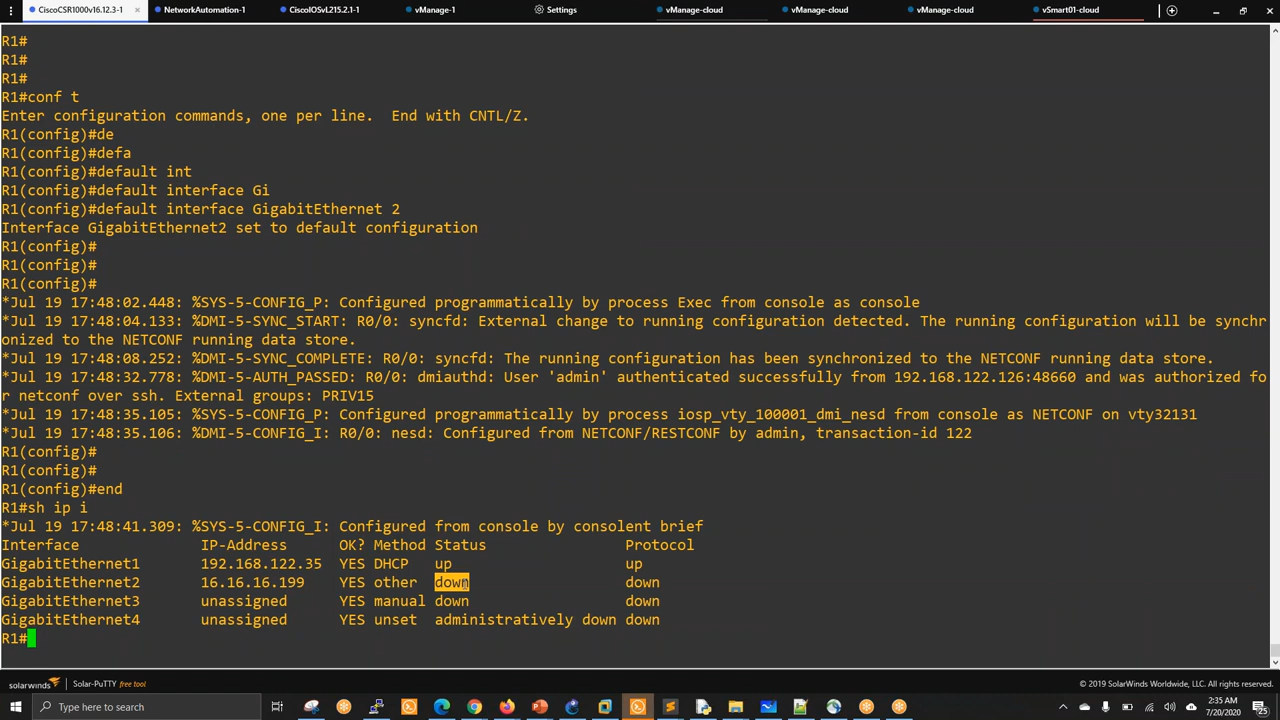 CiscoCSR1000v16.12.3-1
NetworkAutomation-1
CiscoIOSvL215.2.1-1
vManage-1
Settings
vManage-cloud
vManage-cloud
vManage-cloud
vSmart01-cloud
R1#
R1#
R1#
R1#conf t
Enter configuration commands, one per line.  End with CNTL/Z.
R1(config)#de
R1(config)#defa
R1(config)#default int
R1(config)#default interface Gi
R1(config)#default interface GigabitEthernet 2
Interface GigabitEthernet2 set to default configuration
R1(config)#
R1(config)#
R1(config)#
*Jul 19 17:48:02.448: %SYS-5-CONFIG_P: Configured programmatically by process Exec from console as console
*Jul 19 17:48:04.133: %DMI-5-SYNC_START: R0/0: syncfd: External change to running configuration detected. The running configuration will be synchr
onized to the NETCONF running data store.
*Jul 19 17:48:08.252: %DMI-5-SYNC_COMPLETE: R0/0: syncfd: The running configuration has been synchronized to the NETCONF running data store.
*Jul 19 17:48:32.778: %DMI-5-AUTH_PASSED: R0/0: dmiauthd: User 'admin' authenticated successfully from 192.168.122.126:48660 and was authorized fo
r netconf over ssh. External groups: PRIV15
*Jul 19 17:48:35.105: %SYS-5-CONFIG_P: Configured programmatically by process iosp_vty_100001_dmi_nesd from console as NETCONF on vty32131
*Jul 19 17:48:35.106: %DMI-5-CONFIG_I: R0/0: nesd: Configured from NETCONF/RESTCONF by admin, transaction-id 122
R1(config)#
R1(config)#
R1(config)#end
R1#sh ip i
*Jul 19 17:48:41.309: %SYS-5-CONFIG_I: Configured from console by consolent brief
Interface IP-Address OK? Method Status Protocol
GigabitEthernet1 192.168.122.35 YES DHCP up up
GigabitEthernet2 16.16.16.199 YES other down down
GigabitEthernet3 unassigned YES manual down down
GigabitEthernet4 unassigned YES unset administratively down down
R1#
solarwinds Solar-PuTTY free tool
© 2019 SolarWinds Worldwide, LLC. All rights reserved.
Type here to search
2:35 AM
7/20/2020
25